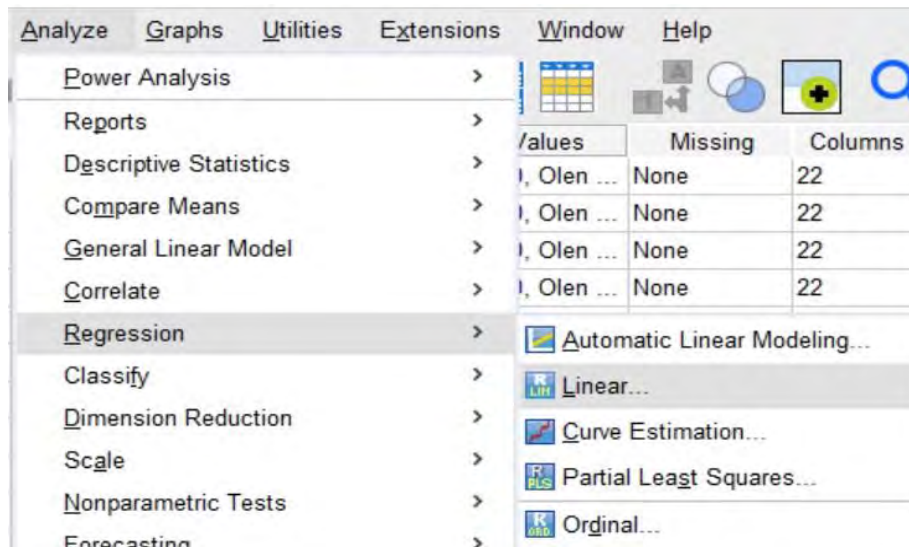 Analyze Graphs Utilities Extensions Window Help
Power Analysis
Reports
Descriptive Statistics
Compare Means
General Linear Model
Correlate
Regression
Classify
Dimension Reduction
Scale
Nonparametric Tests
Forecasting
Values Missing Columns
, Olen ... None 22
, Olen ... None 22
, Olen ... None 22
, Olen ... None 22
Automatic Linear Modeling...
Linear...
Curve Estimation...
Partial Least Squares...
Ordinal...